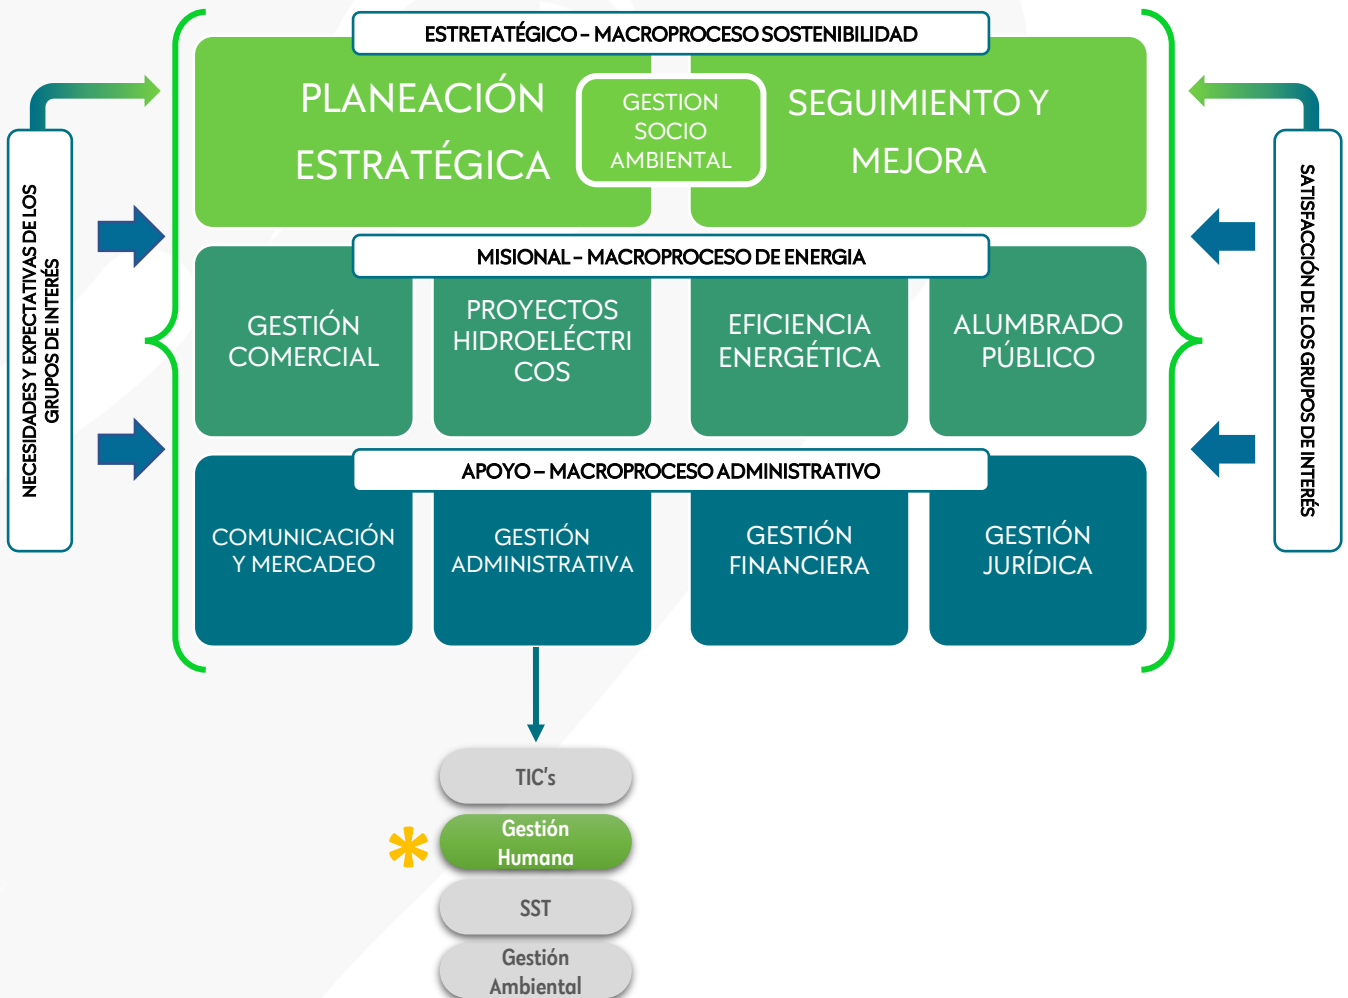 ESTRETATÉGICO – MACROPROCESO SOSTENIBILIDAD
PLANEACIÓN
ESTRATÉGICA
GESTION
SOCIO
AMBIENTAL
SEGUIMIENTO Y
MEJORA
NECESIDADES Y EXPECTATIVAS DE LOS
GRUPOS DE INTERÉS
SATISFACCIÓN DE LOS GRUPOS DE INTERÉS
MISIONAL – MACROPROCESO DE ENERGIA
GESTIÓN
COMERCIAL
PROYECTOS
HIDROELÉCTRI
COS
EFICIENCIA
ENERGÉTICA
ALUMBRADO
PÚBLICO
APOYO – MACROPROCESO ADMINISTRATIVO
COMUNICACIÓN
Y MERCADEO
GESTIÓN
ADMINISTRATIVA
GESTIÓN
FINANCIERA
GESTIÓN
JURÍDICA
TIC's
*
Gestión
Humana
SST
Gestión
Ambiental